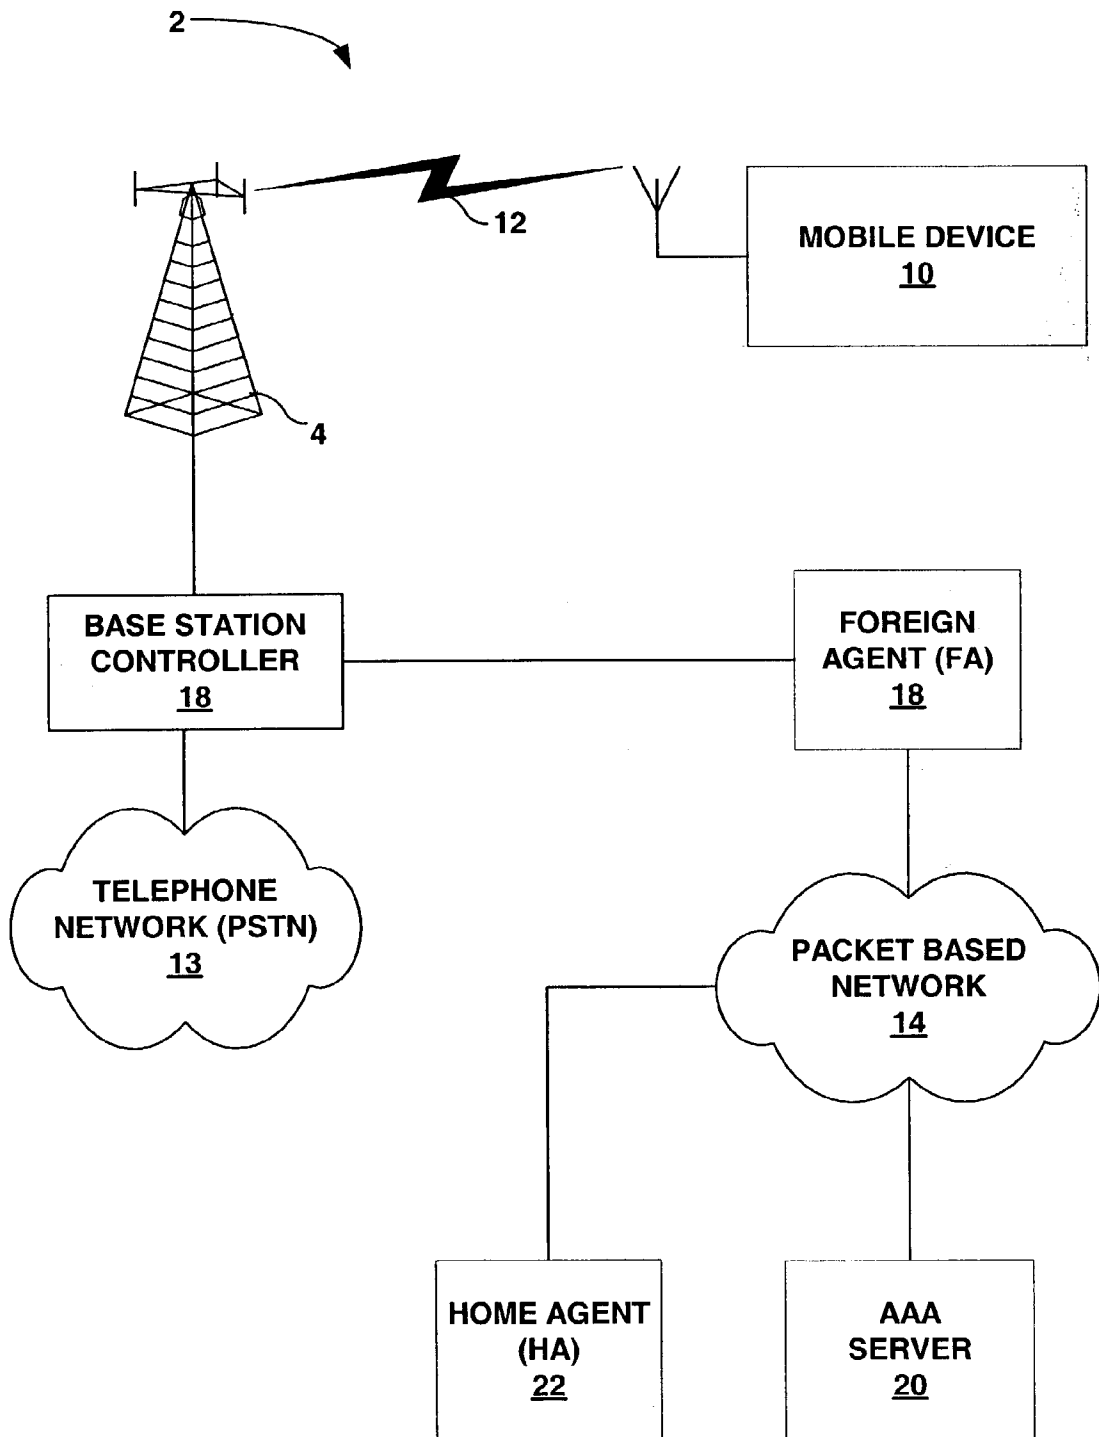 2
12
MOBILE DEVICE
10
4
BASE STATION
CONTROLLER
18
FOREIGN
AGENT (FA)
18
TELEPHONE
NETWORK (PSTN)
13
PACKET BASED
NETWORK
14
HOME AGENT
(HA)
22
AAA
SERVER
20